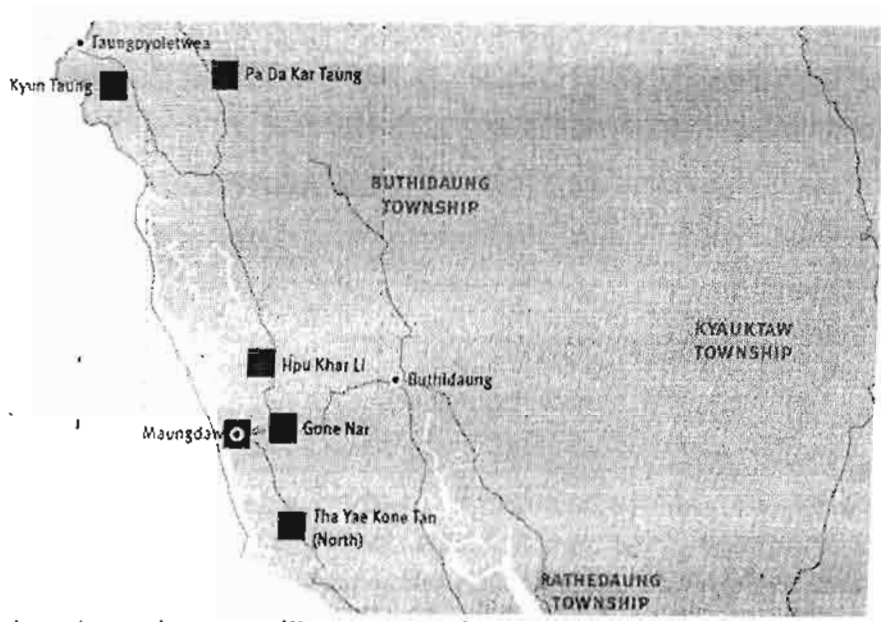 Taungpyoletwea
Kyun Taung
Pa Da Kar Taung
BUTHIDAUNG
TOWNSHIP
KYAUKTAW
TOWNSHIP
Hpu Khar Li
Buthidaung
Maungdaw
Gone Nar
Tha Yae Kone Tan
(North)
RATHEDAUNG
TOWNSHIP